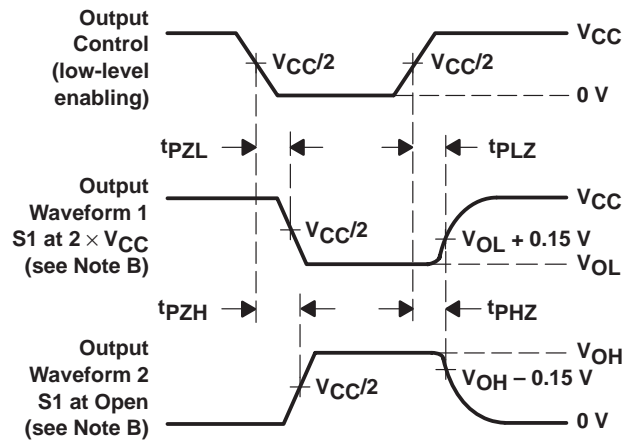 Output
Control
(low-level
enabling)
VCC/2
VCC/2
VCC
0 V
tPZL
tPLZ
Output
Waveform 1
S1 at 2 × VCC
(see Note B)
VCC/2
VCC
VOL + 0.15 V
VOL
tPZH
tPHZ
Output
Waveform 2
S1 at Open
(see Note B)
VCC/2
VOH
VOH – 0.15 V
0 V